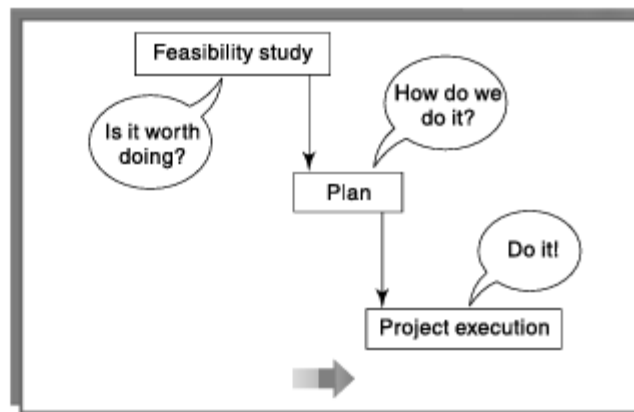 Feasibility study
Is it worth
doing?
How do we
do it?
Plan
Do it!
Project execution